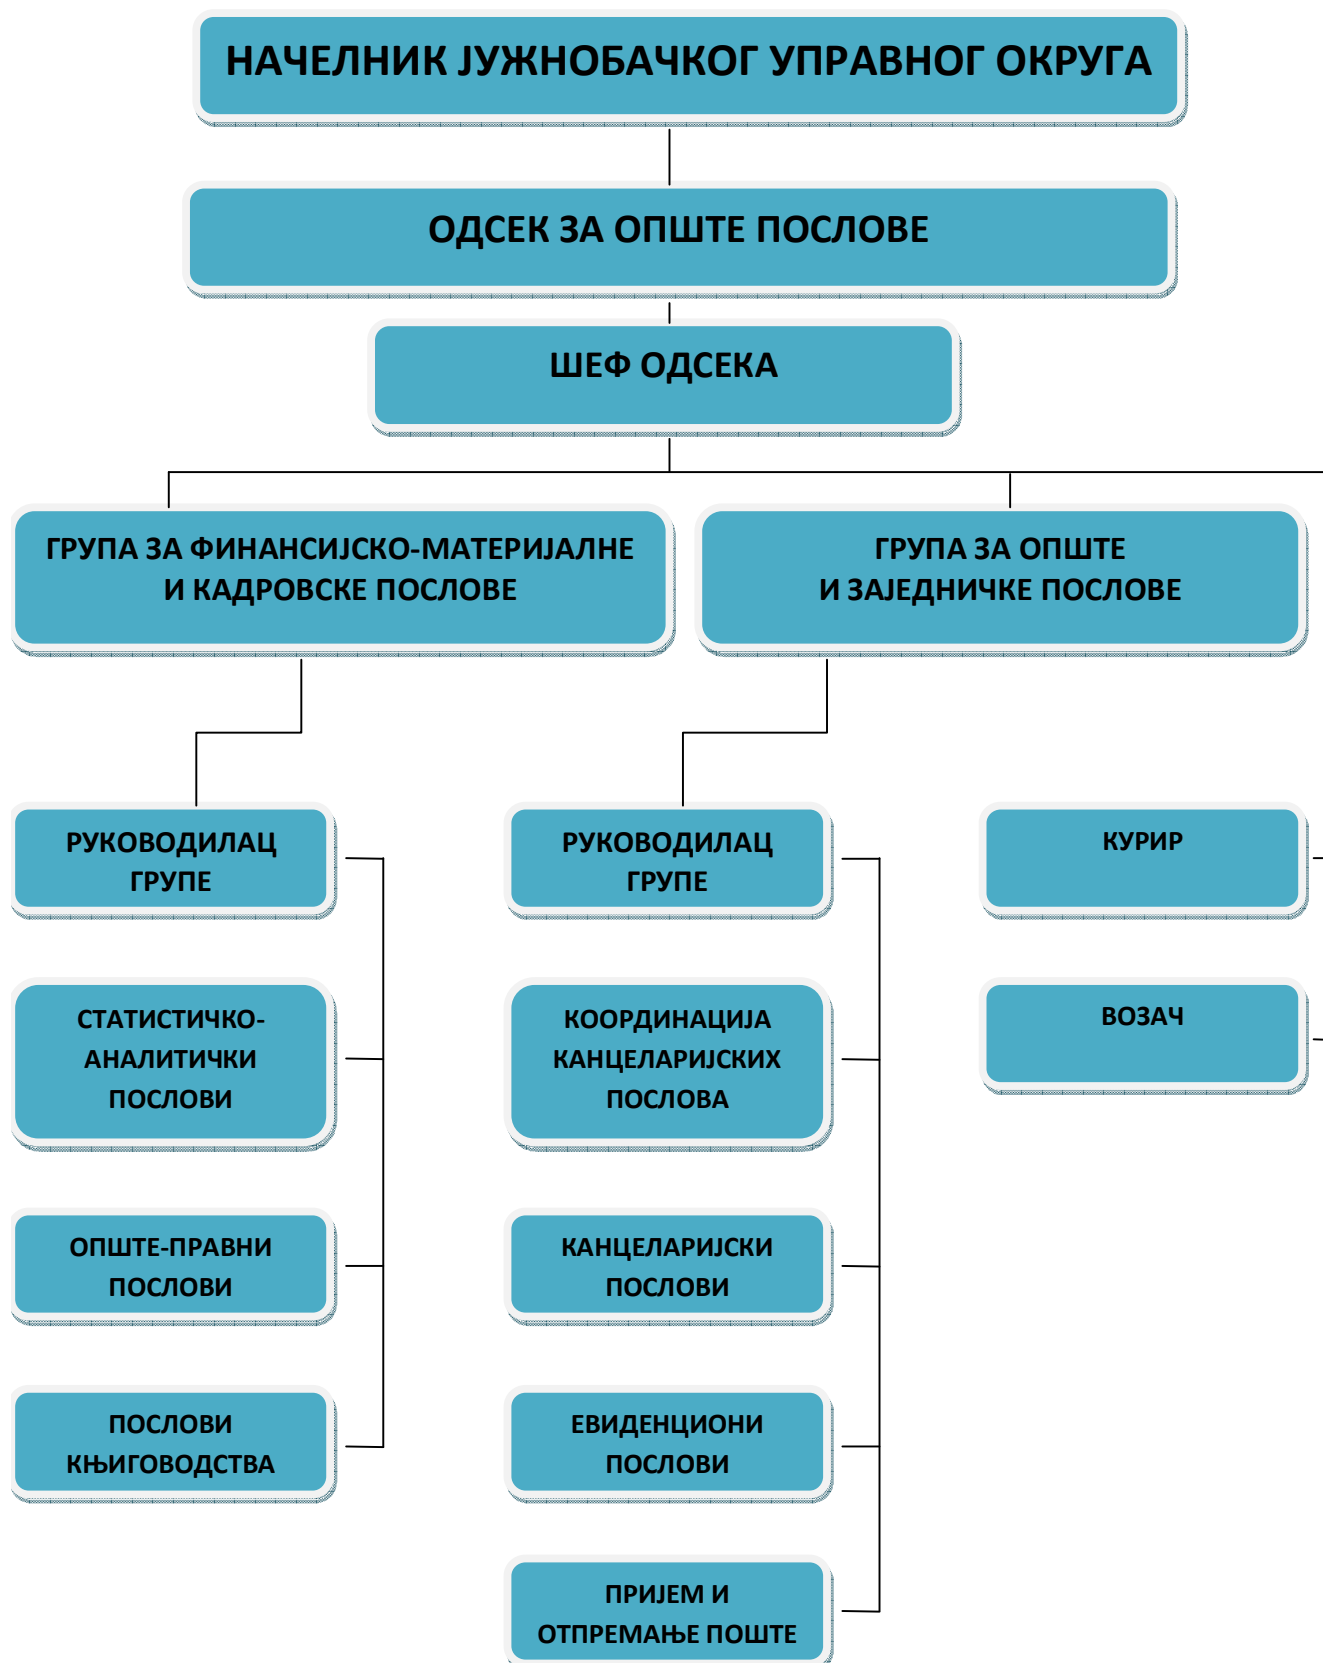 НАЧЕЛНИК ЈУЖНОБАЧКОГ УПРАВНОГ ОКРУГА
ОДСЕК ЗА ОПШТЕ ПОСЛОВЕ
ШЕФ ОДСЕКА
ГРУПА ЗА ФИНАНСИЈСКО-МАТЕРИЈАЛНЕ
И КАДРОВСКЕ ПОСЛОВЕ
ГРУПА ЗА ОПШТЕ
И ЗАЈЕДНИЧКЕ ПОСЛОВЕ
РУКОВОДИЛАЦ
ГРУПЕ
СТАТИСТИЧКО-
АНАЛИТИЧКИ
ПОСЛОВИ
ОПШТЕ-ПРАВНИ
ПОСЛОВИ
ПОСЛОВИ
КЊИГОВОДСТВА
РУКОВОДИЛАЦ
ГРУПЕ
КООРДИНАЦИЈА
КАНЦЕЛАРИЈСКИХ
ПОСЛОВА
КАНЦЕЛАРИЈСКИ
ПОСЛОВИ
ЕВИДЕНЦИОНИ
ПОСЛОВИ
ПРИЈЕМ И
ОТПРЕМАЊЕ ПОШТЕ
КУРИР
ВОЗАЧ